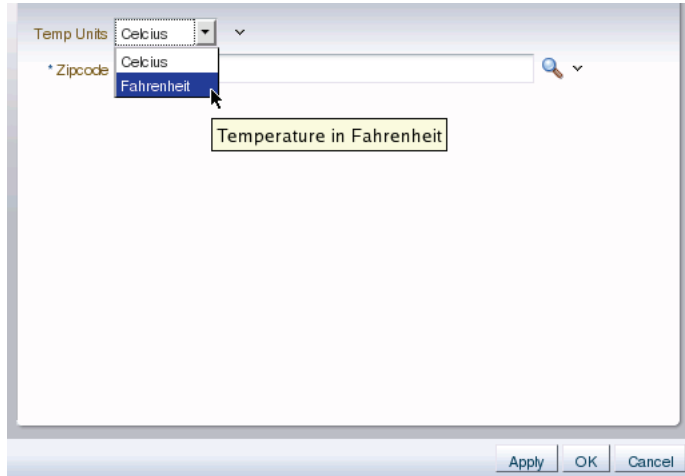 Temp Units Celcius
Celcius
* Zipcode
Fahrenheit
Temperature in Fahrenheit
Apply OK Cancel